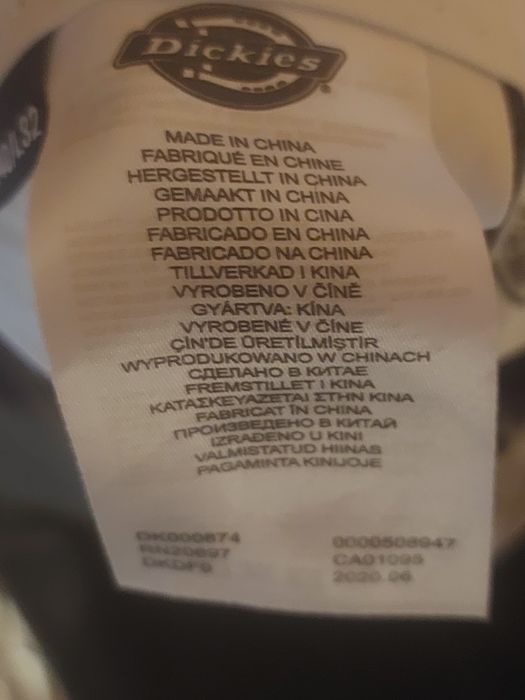 Dickies
MADE IN CHINA
FABRIQUÉ EN CHINE
HERGESTELLT IN CHINA
GEMAAKT IN CHINA
PRODOTTO IN CINA
FABRICADO EN CHINA
FABRICADO NA CHINA
TILLVERKAD I KINA
VYROBENO V ČÍNĚ
GYÁRTVA: KÍNA
VYROBENÉ V ČÍNE
ÇİN'DE ÜRETİLMİŞTİR
WYPRODUKOWANO W CHINACH
СДЕЛАНО В КИТАЕ
FREMSTILLET I KINA
ΚΑΤΑΣΚΕΥΑΖΕΤΑΙ ΣΤΗΝ ΚΙΝΑ
FABRICAT ÎN CHINA
ПРОИЗВЕДЕНО В КИТАЙ
IZRAĐENO U KINI
VALMISTATUD HIINAS
PAGAMINTA KINIJOJE
DK000874 0000508947
RN20697 CA01095
DKDF9 2020.06